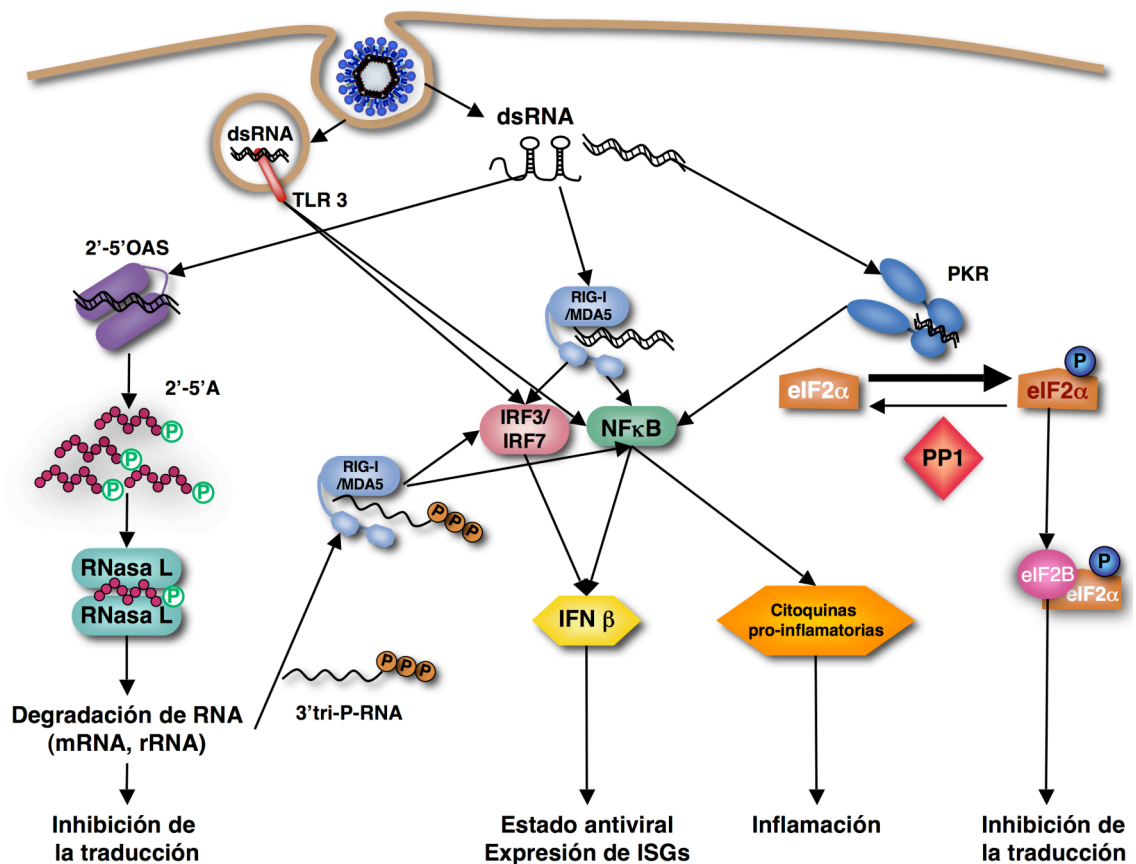 dsRNA
TLR 3
dsRNA
2'-5'OAS
RIG-I
/MDA5
PKR
2'-5'A
P
P
P
P
IRF3/
IRF7
NFκB
eIF2α
P
eIF2α
PP1
RIG-I
/MDA5
P P P
RNasa L
P
RNasa L
IFN β
Citoquinas
pro-inflamatorias
eIF2B
P
eIF2α
P P P
3'tri-P-RNA
Degradación de RNA
(mRNA, rRNA)
Inhibición de
la traducción
Estado antiviral
Expresión de ISGs
Inflamación
Inhibición de
la traducción